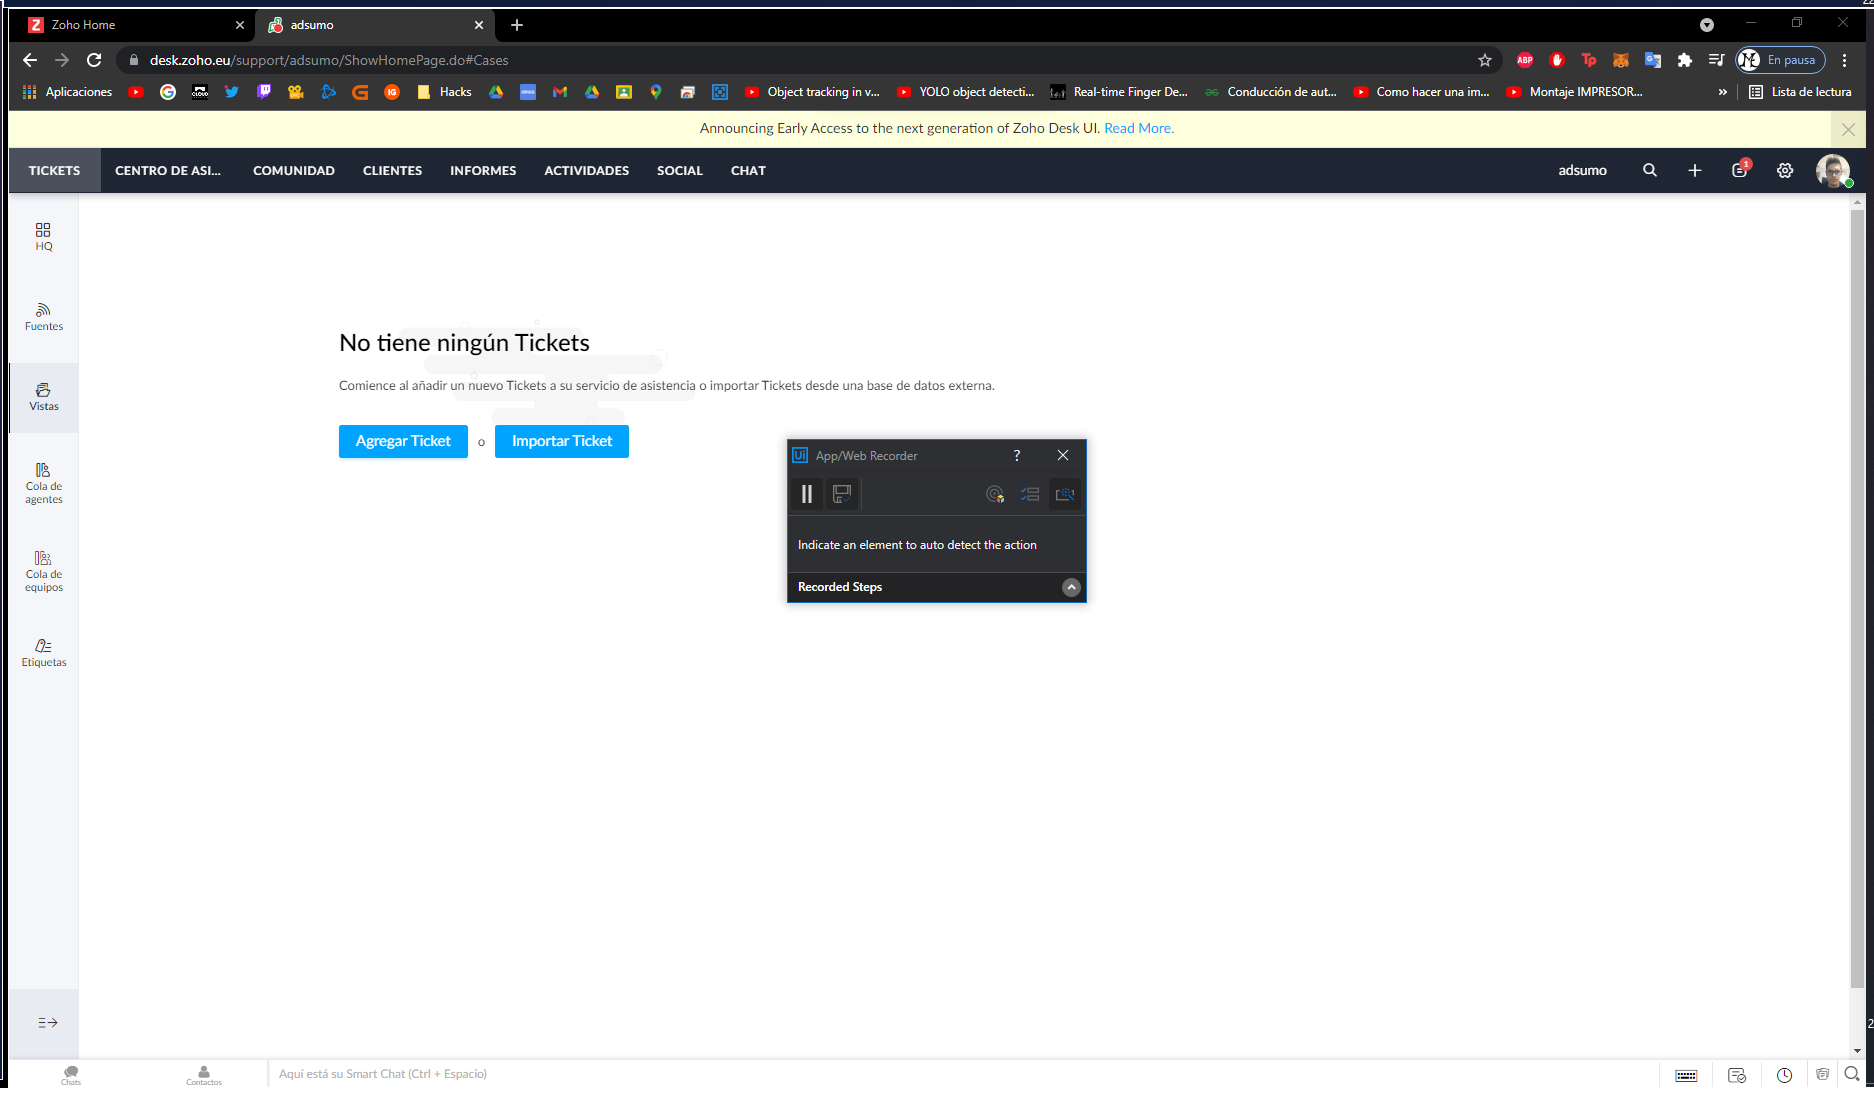 Zoho Home
adsumo
desk.zoho.eu/support/adsumo/ShowHomePage.do#Cases
ABP
Tp
En pausa
Aplicaciones
IG
Hacks
Object tracking in v...
YOLO object detecti...
Real-time Finger De...
Conducción de aut...
Como hacer una im...
Montaje IMPRESOR...
»
Lista de lectura
Announcing Early Access to the next generation of Zoho Desk UI. Read More.
TICKETS
CENTRO DE ASI...
COMUNIDAD
CLIENTES
INFORMES
ACTIVIDADES
SOCIAL
CHAT
adsumo
1
HQ
Fuentes
Vistas
Cola de
agentes
Cola de
equipos
Etiquetas
No tiene ningún Tickets
Comience al añadir un nuevo Tickets a su servicio de asistencia o importar Tickets desde una base de datos externa.
Agregar Ticket o Importar Ticket
Ui App/Web Recorder ?
Indicate an element to auto detect the action
Recorded Steps
Chats
Contactos
Aquí está su Smart Chat (Ctrl + Espacio)